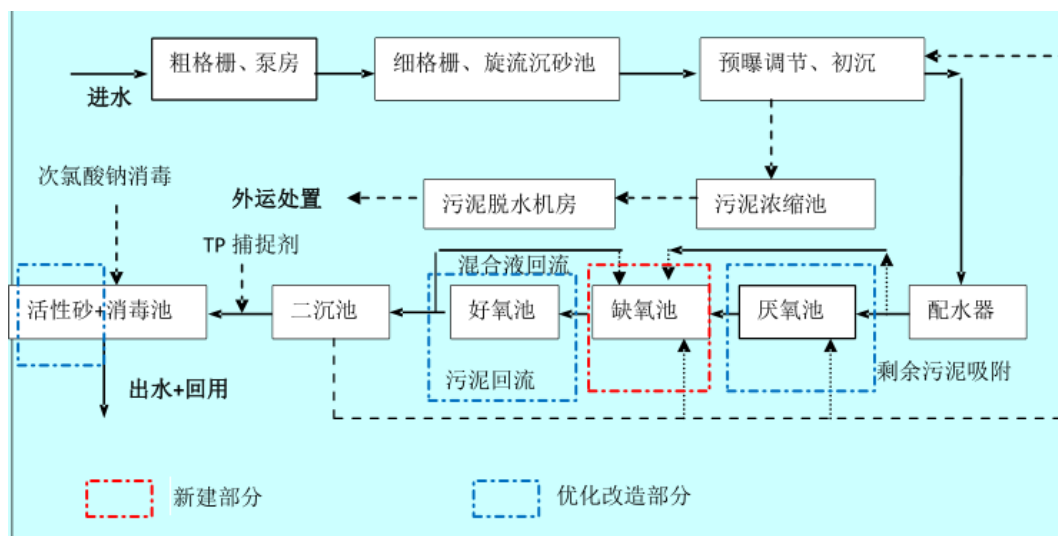 粗格栅、泵房
细格栅、旋流沉砂池
预曝调节、初沉
进水
次氯酸钠消毒
外运处置
污泥脱水机房
污泥浓缩池
TP 捕捉剂
混合液回流
活性砂+消毒池
二沉池
好氧池
缺氧池
厌氧池
配水器
出水+回用
污泥回流
剩余污泥吸附
新建部分
优化改造部分